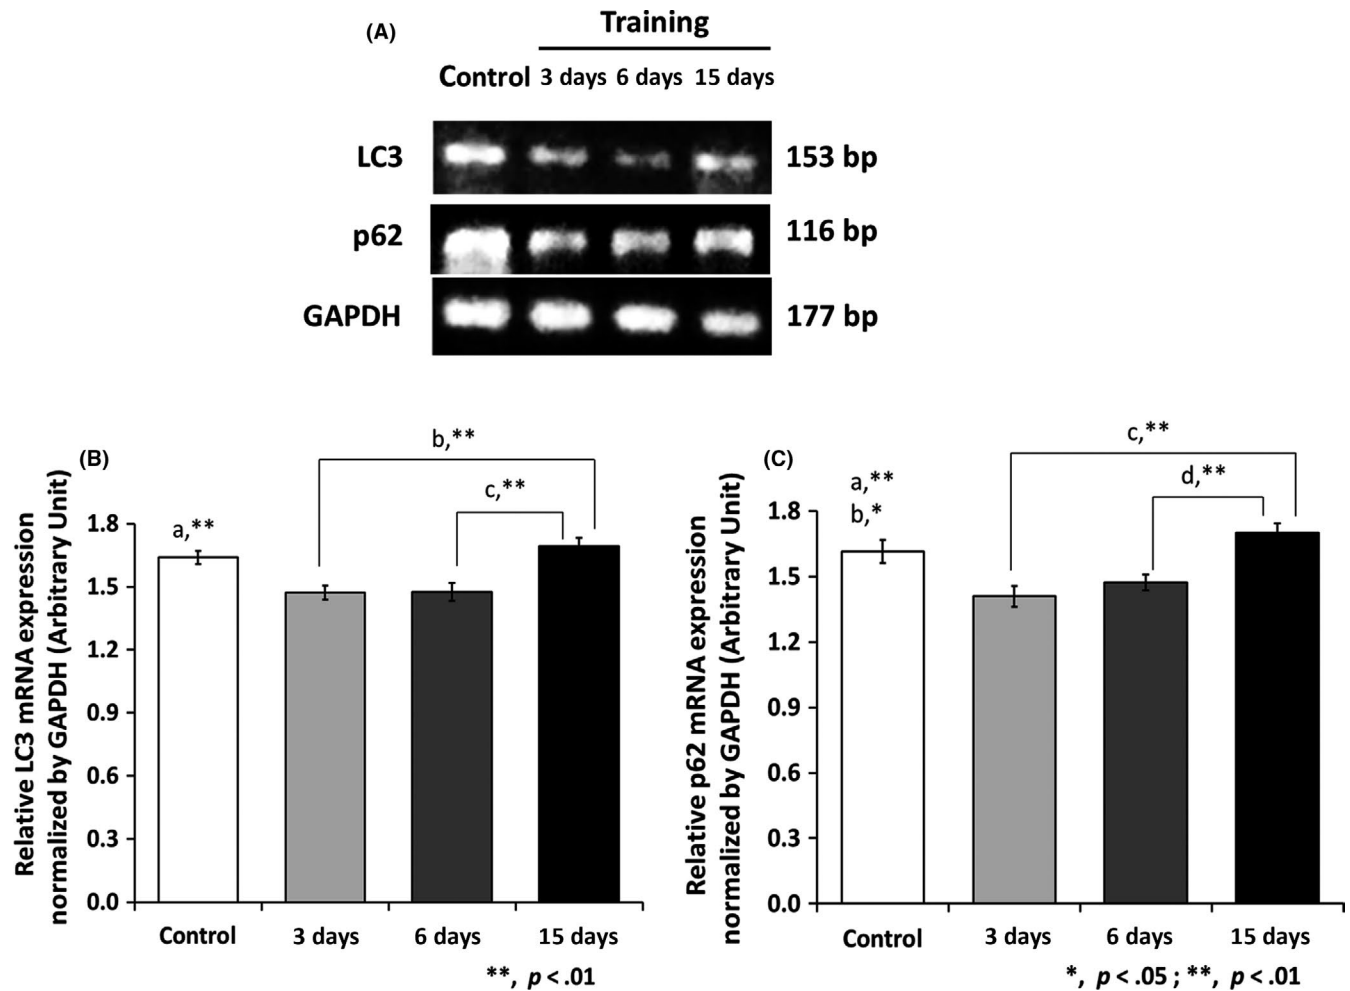 (A)
Training
Control 3 days 6 days 15 days
LC3 153 bp
p62 116 bp
GAPDH 177 bp
(B)
Relative LC3 mRNA expression
normalized by GAPDH (Arbitrary Unit)
b,**
c,**
a,**
1.8
1.5
1.2
0.9
0.6
0.3
0.0
Control 3 days 6 days 15 days
**, p < .01
(C)
Relative p62 mRNA expression
normalized by GAPDH (Arbitrary Unit)
c,**
d,**
a,**
b,*
1.8
1.5
1.2
0.9
0.6
0.3
0.0
Control 3 days 6 days 15 days
*, p < .05 ; **, p < .01